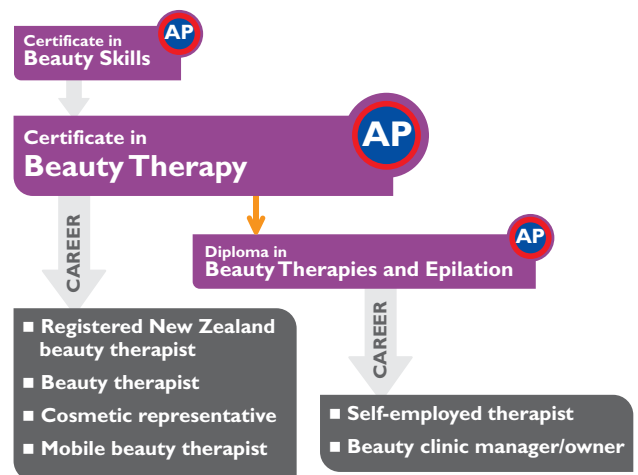 Certificate in
Beauty Skills
AP
Certificate in
Beauty Therapy
AP
CAREER
Diploma in
Beauty Therapies and Epilation
AP
CAREER
■ Registered New Zealand
beauty therapist
■ Beauty therapist
■ Cosmetic representative
■ Mobile beauty therapist
■ Self-employed therapist
■ Beauty clinic manager/owner